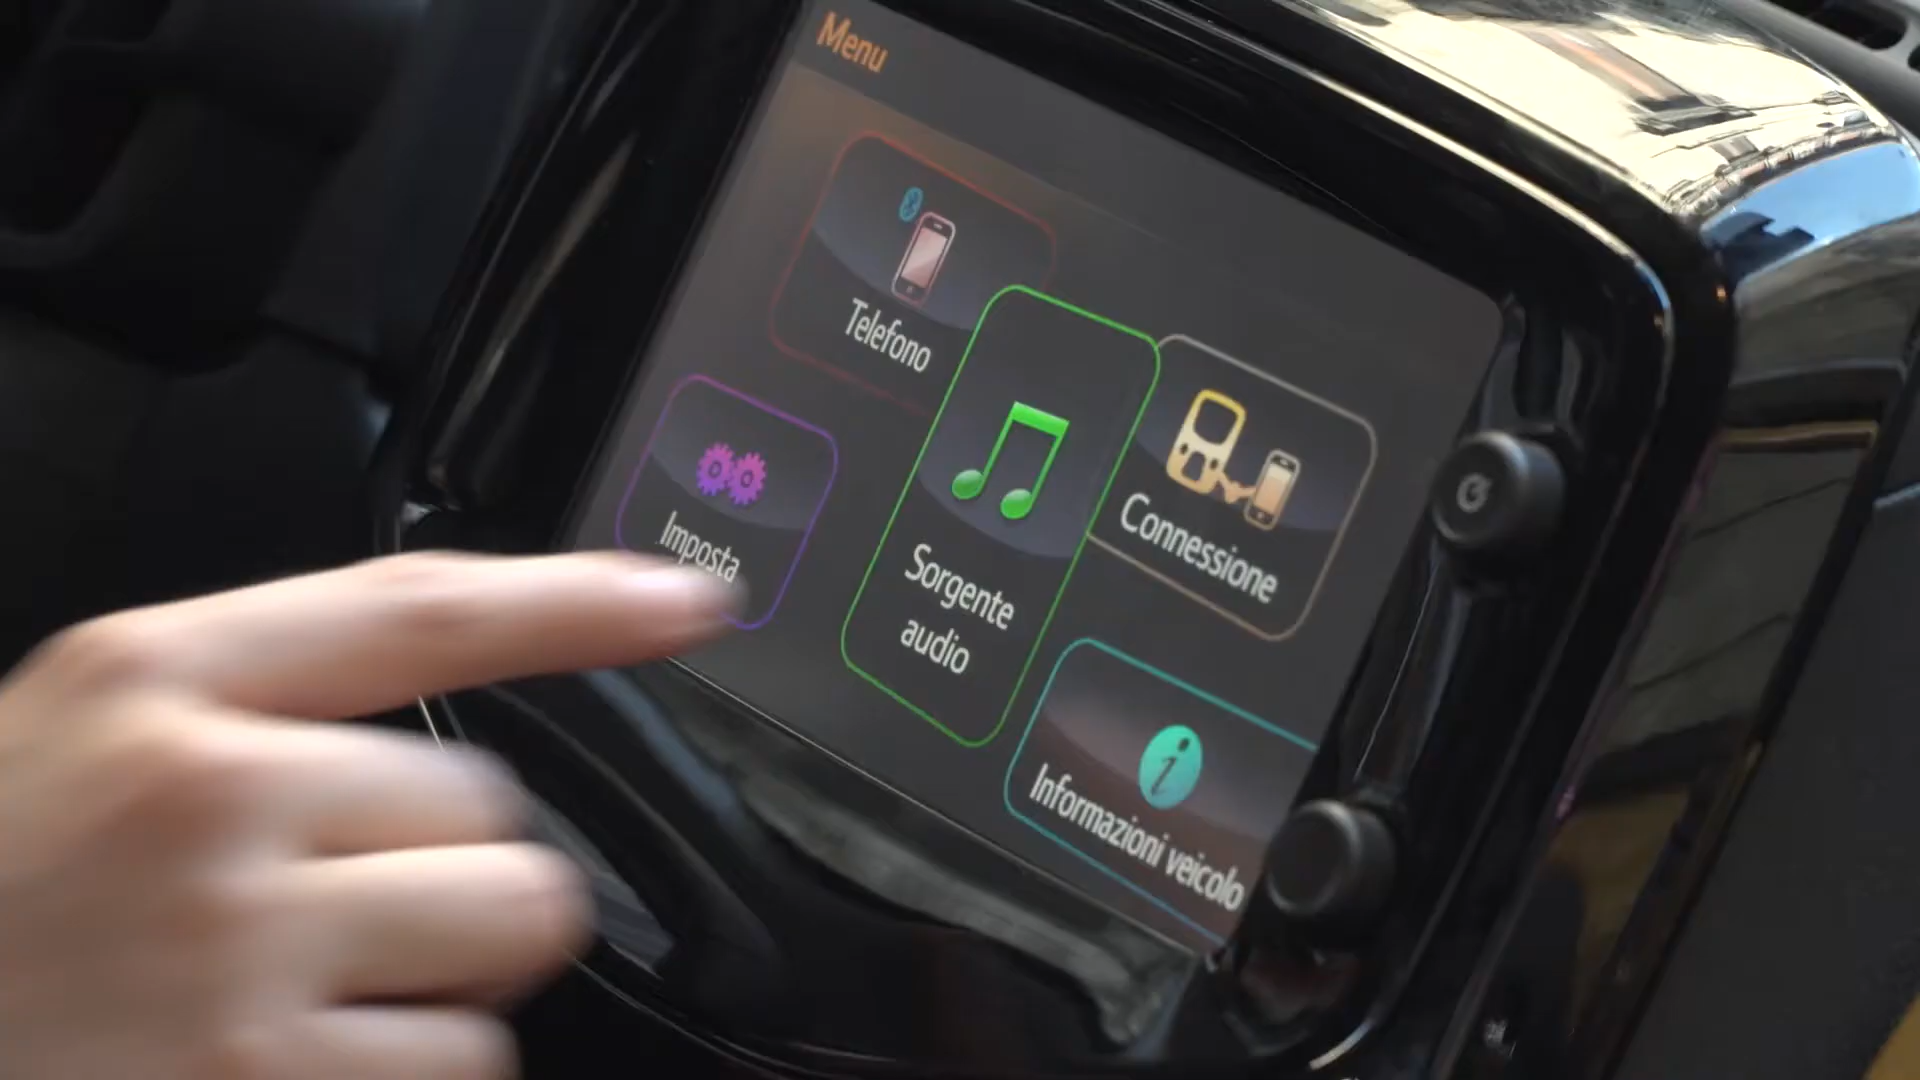 Menu
Telefono
Imposta
Sorgente
audio
Connessione
Informazioni veicolo